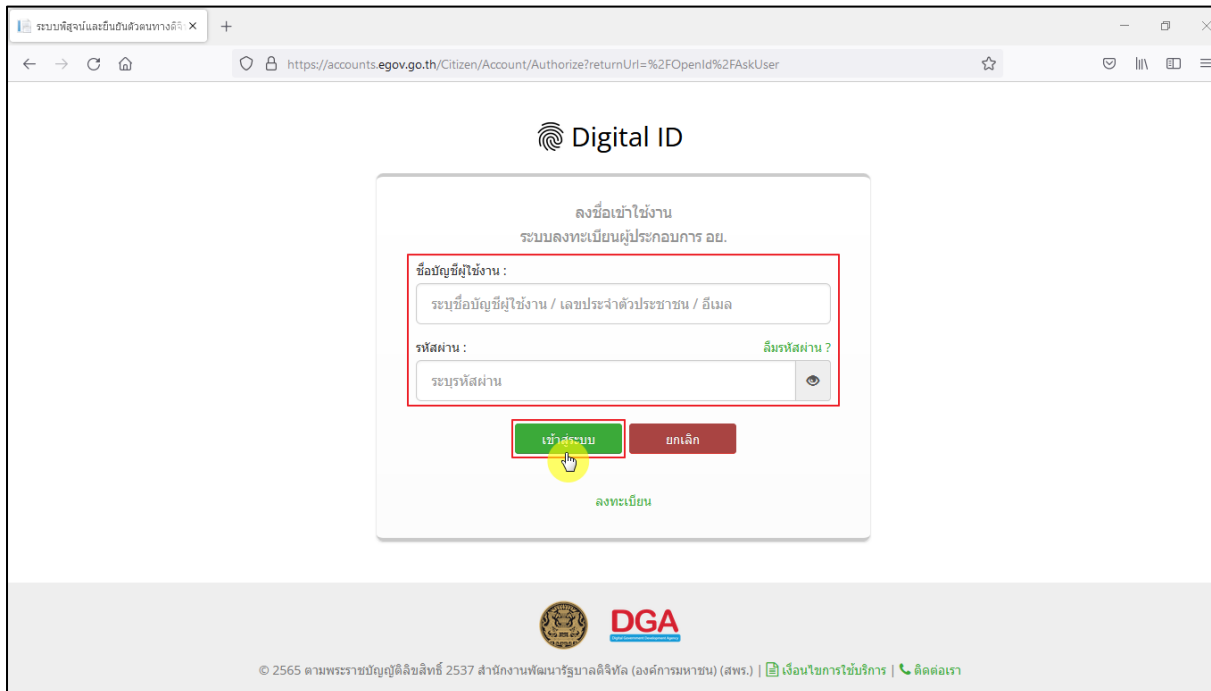 ระบบพิสูจน์และยืนยันตัวตนทางดิจิ
https://accounts.egov.go.th/Citizen/Account/Authorize?returnUrl=%2FOpenId%2FAskUser
Digital ID
ลงชื่อเข้าใช้งาน
ระบบลงทะเบียนผู้ประกอบการ อย.
ชื่อบัญชีผู้ใช้งาน :
ระบุชื่อบัญชีผู้ใช้งาน / เลขประจำตัวประชาชน / อีเมล
รหัสผ่าน : ลืมรหัสผ่าน ?
ระบุรหัสผ่าน
เข้าสู่ระบบ ยกเลิก
ลงทะเบียน
DGA
Digital Government Development Agency
© 2565 ตามพระราชบัญญัติลิขสิทธิ์ 2537 สำนักงานพัฒนารัฐบาลดิจิทัล (องค์การมหาชน) (สพร.) | เงื่อนไขการใช้บริการ | ติดต่อเรา